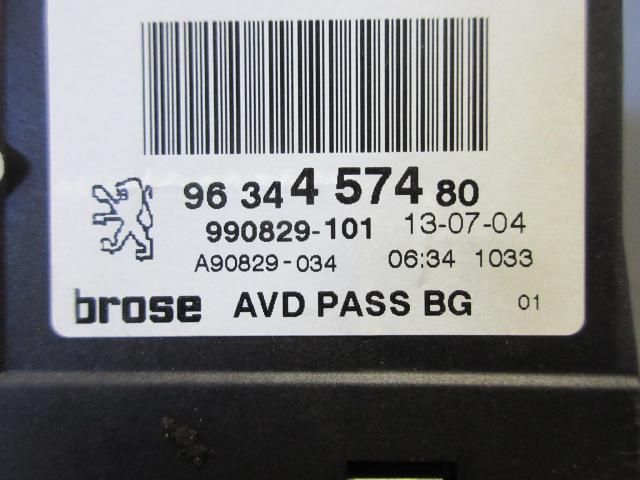 96 34 4 574 80
990829-101 13-07-04
A90829-034 06:34 1033
brose AVD PASS BG 01